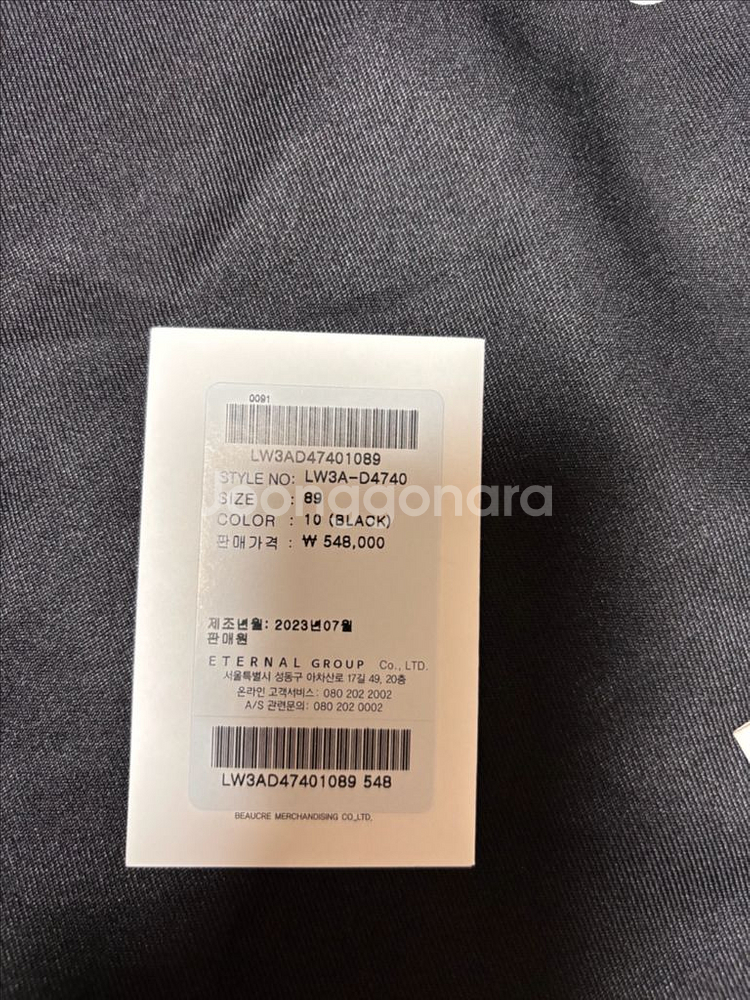 0091
LW3AD47401089
STYLE NO: LW3A-D4740
SIZE : 89
COLOR : 10 (BLACK)
판매가격 : ₩ 548,000
제조년월: 2023년07월
판매원
ETERNAL GROUP Co., LTD.
서울특별시 성동구 아차산로 17길 49, 20층
온라인 고객서비스 : 080 202 2002
A/S 관련문의 : 080 202 0002
LW3AD47401089 548
BEAUCRE MERCHANDISING CO.,LTD.
joonggonara